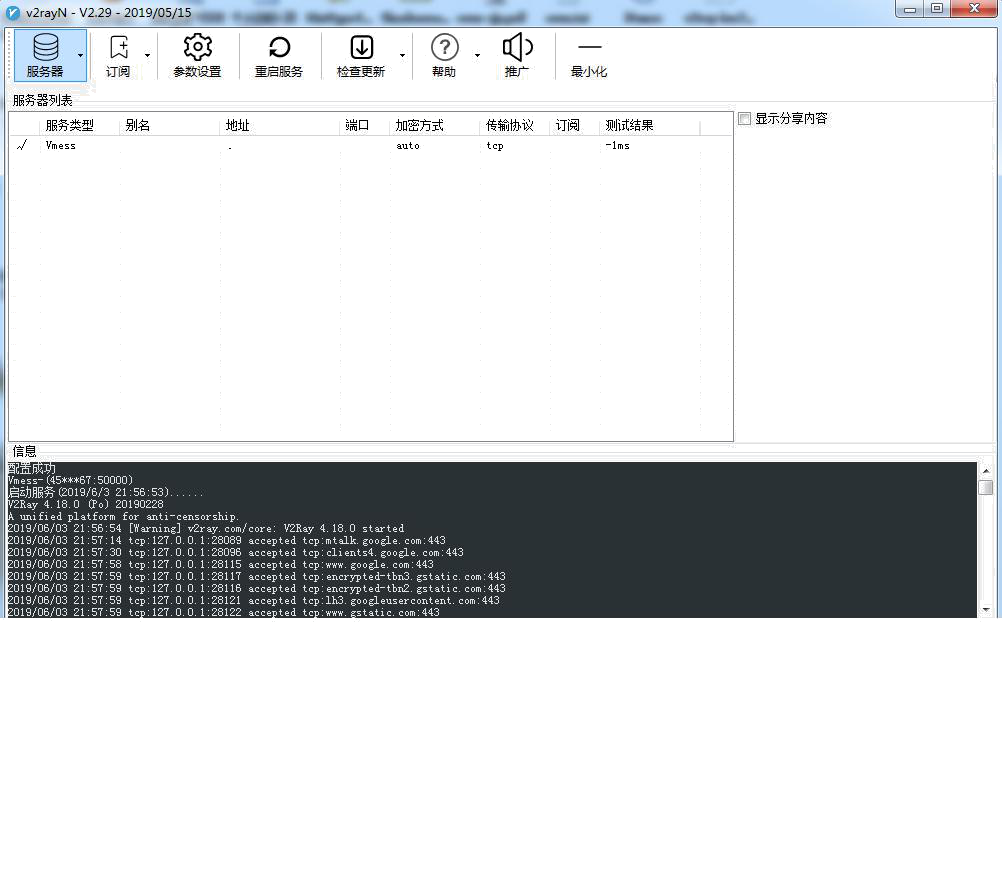 v2rayN - V2.29 - 2019/05/15
服务器 订阅 参数设置 重启服务 检查更新 帮助 推广 最小化
服务器列表
服务类型 别名 地址 端口 加密方式 传输协议 订阅 测试结果
显示分享内容
✓ Vmess . auto tcp -1ms
信息
配置成功
Vmess-(45***67:50000)
启动服务(2019/6/3 21:56:53)......
V2Ray 4.18.0 (Po) 20190228
A unified platform for anti-censorship.
2019/06/03 21:56:54 [Warning] v2ray.com/core: V2Ray 4.18.0 started
2019/06/03 21:57:14 tcp:127.0.0.1:28089 accepted tcp:mtalk.google.com:443
2019/06/03 21:57:30 tcp:127.0.0.1:28096 accepted tcp:clients4.google.com:443
2019/06/03 21:57:58 tcp:127.0.0.1:28115 accepted tcp:www.google.com:443
2019/06/03 21:57:59 tcp:127.0.0.1:28117 accepted tcp:encrypted-tbn3.gstatic.com:443
2019/06/03 21:57:59 tcp:127.0.0.1:28116 accepted tcp:encrypted-tbn2.gstatic.com:443
2019/06/03 21:57:59 tcp:127.0.0.1:28121 accepted tcp:lh3.googleusercontent.com:443
2019/06/03 21:57:59 tcp:127.0.0.1:28122 accepted tcp:www.gstatic.com:443